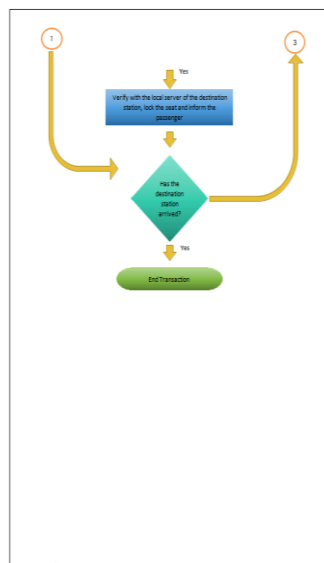 1
3
Yes
Verify with the local server of the destination
station, lock the seat and inform the
passenger
Has the
destination
station
arrived?
Yes
End Transaction